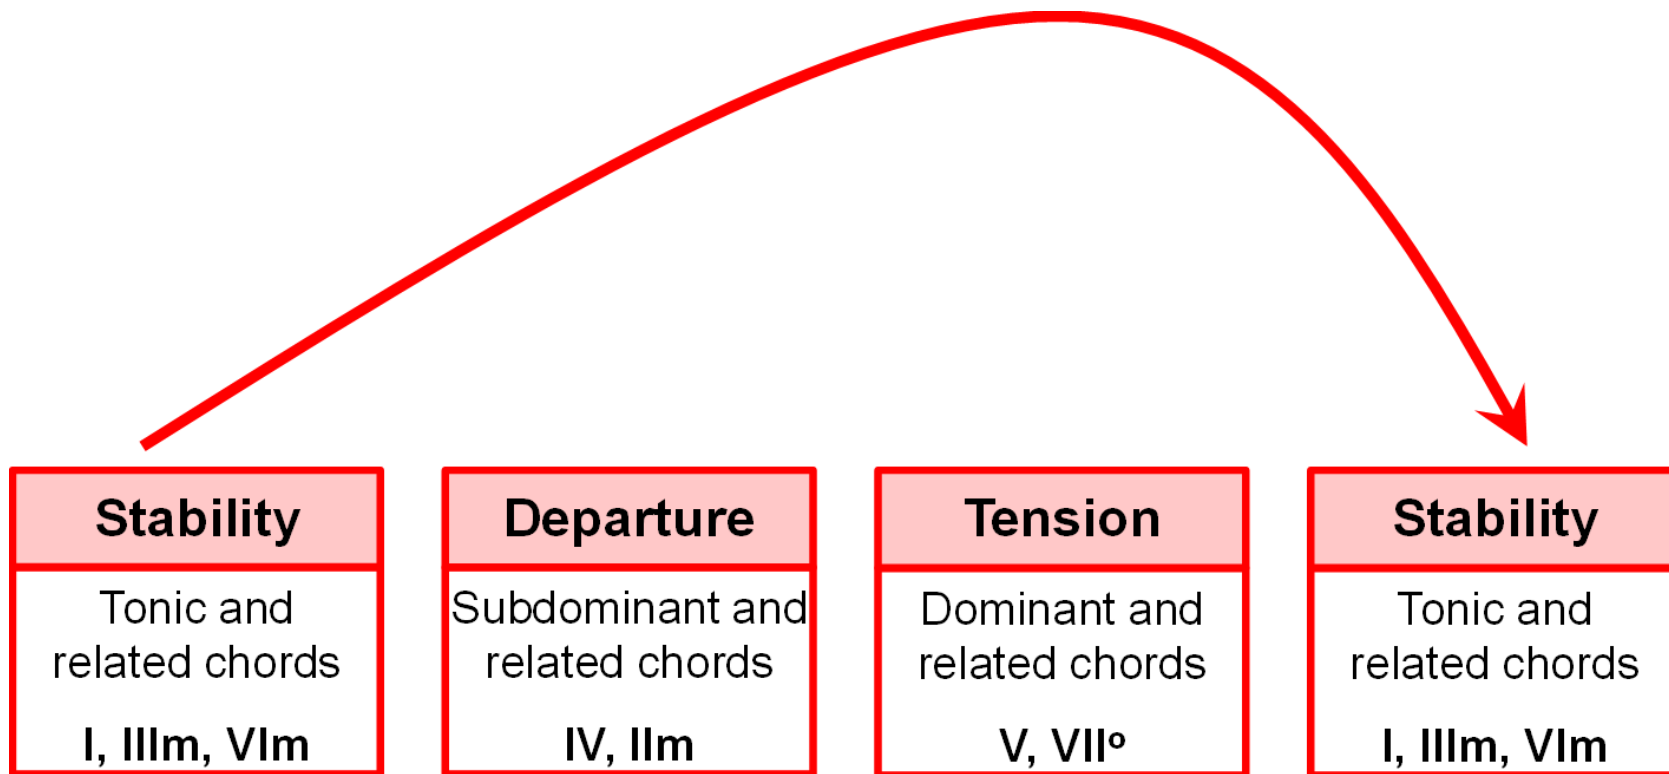 Stability
Tonic and
related chords
I, IIIm, VIm
Departure
Subdominant and
related chords
IV, IIm
Tension
Dominant and
related chords
V, VIIº
Stability
Tonic and
related chords
I, IIIm, VIm